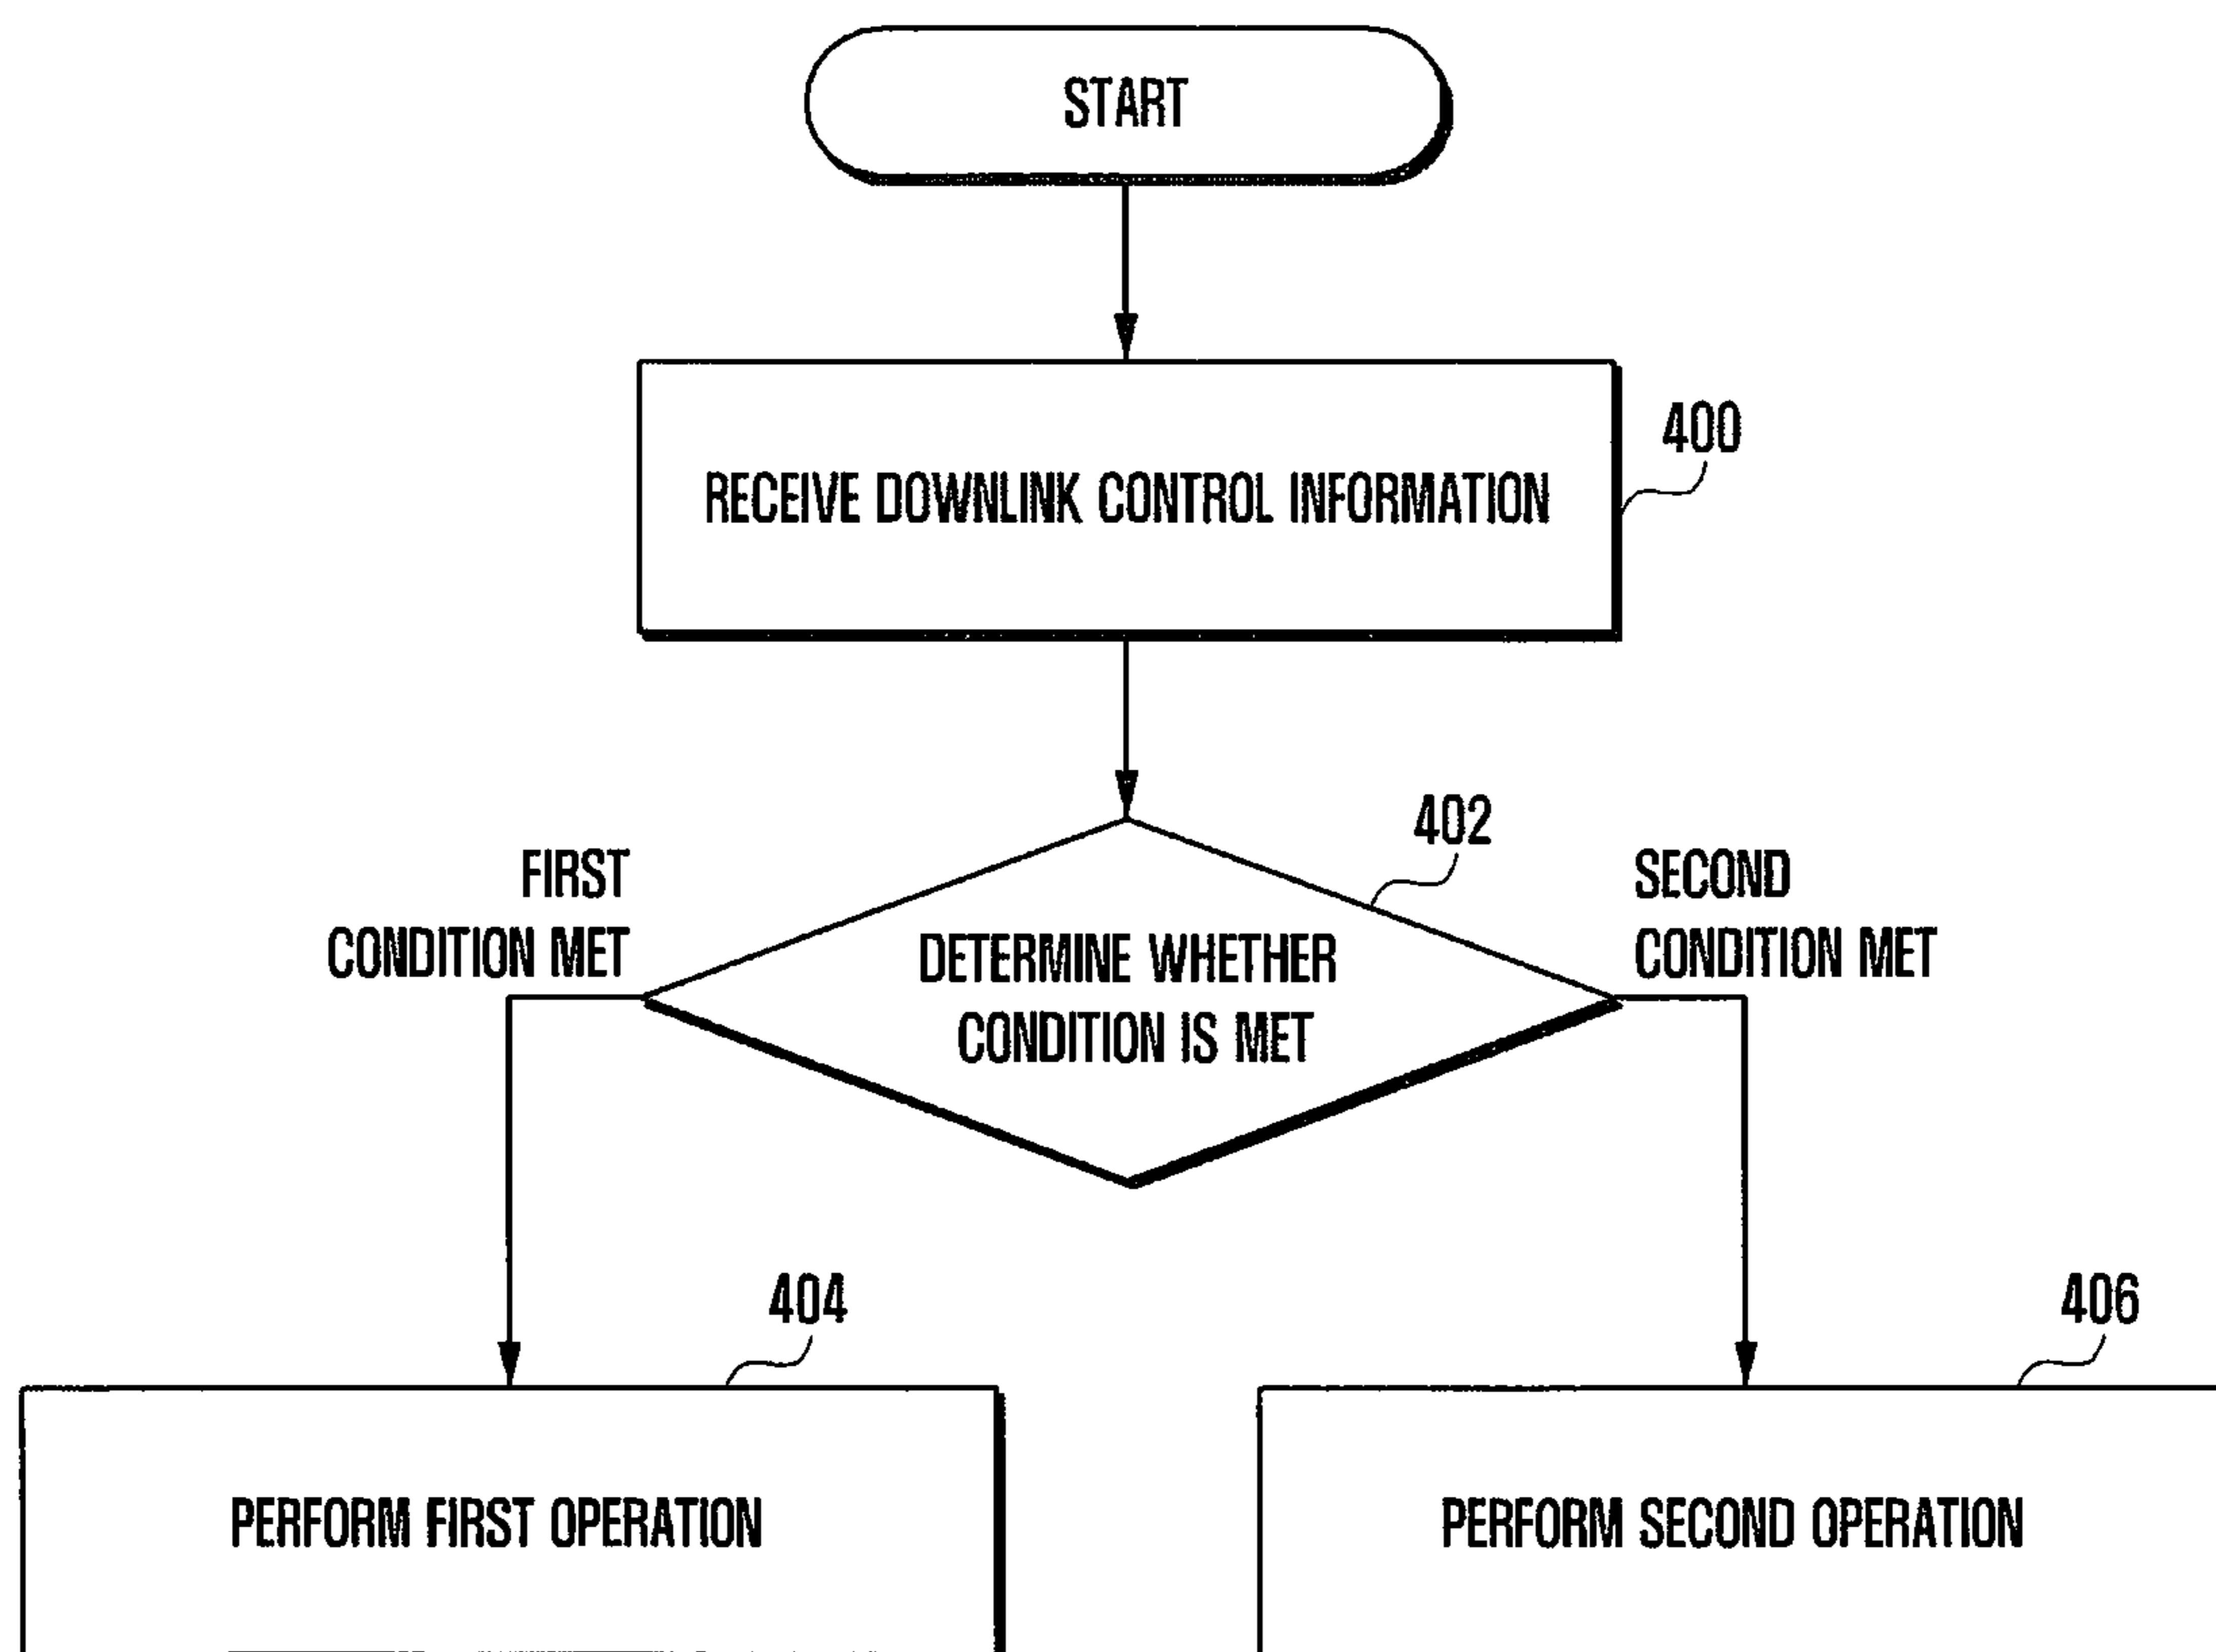 START
400
RECEIVE DOWNLINK CONTROL INFORMATION
402
FIRST
CONDITION MET
SECOND
CONDITION MET
DETERMINE WHETHER
CONDITION IS MET
404
406
PERFORM FIRST OPERATION
PERFORM SECOND OPERATION